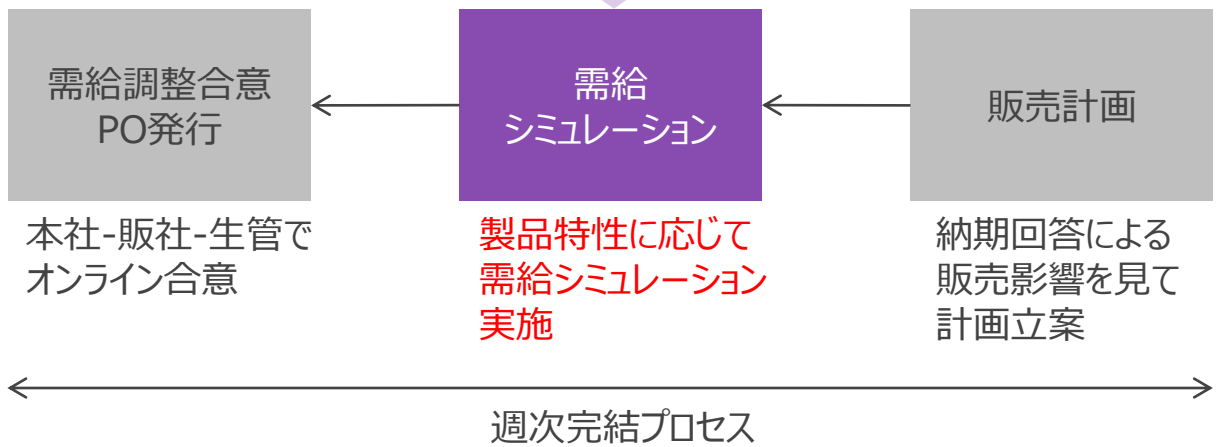 需給調整合意
PO発行
需給
シミュレーション
販売計画
本社-販社-生管で
オンライン合意
製品特性に応じて
需給シミュレーション
実施
納期回答による
販売影響を見て
計画立案
週次完結プロセス